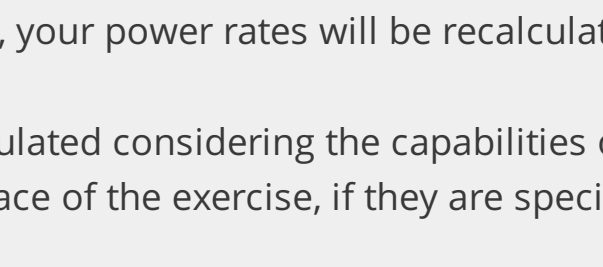 , your power rates will be recalculat
ulated considering the capabilities
ace of the exercise, if they are speci